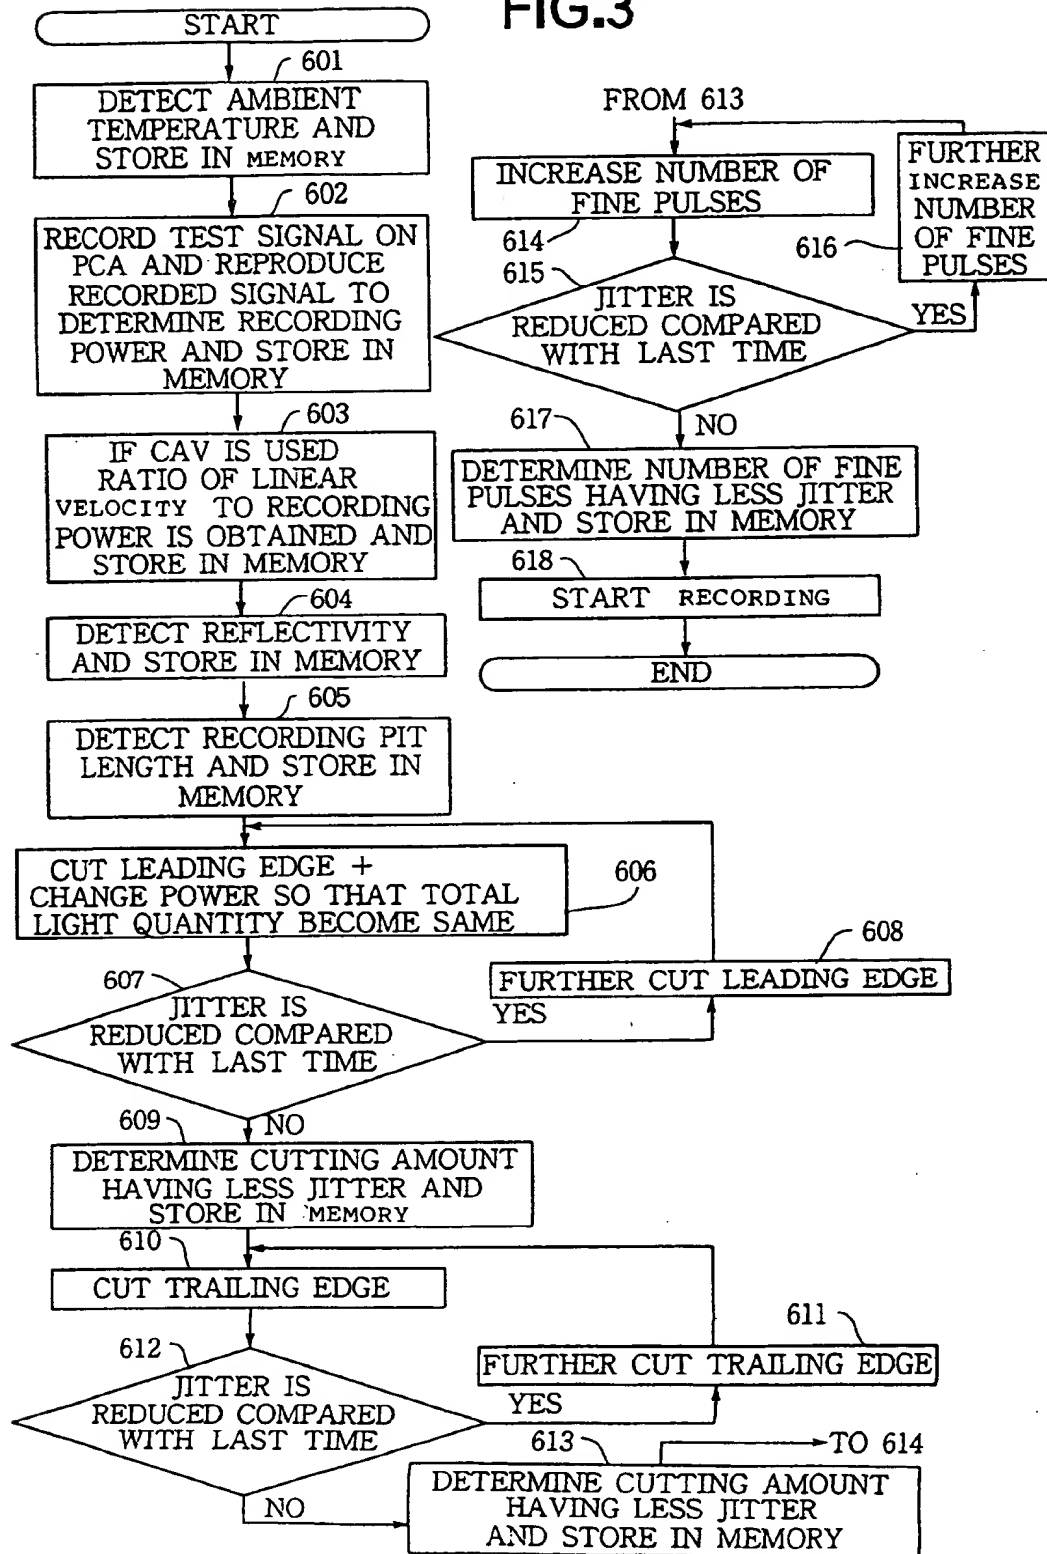 FIG.3
START
601
DETECT AMBIENT
TEMPERATURE AND
STORE IN MEMORY
602
RECORD TEST SIGNAL ON
PCA AND REPRODUCE
RECORDED SIGNAL TO
DETERMINE RECORDING
POWER AND STORE IN
MEMORY
603
IF CAV IS USED
RATIO OF LINEAR
VELOCITY TO RECORDING
POWER IS OBTAINED AND
STORE IN MEMORY
604
DETECT REFLECTIVITY
AND STORE IN MEMORY
605
DETECT RECORDING PIT
LENGTH AND STORE IN
MEMORY
CUT LEADING EDGE +
CHANGE POWER SO THAT TOTAL
LIGHT QUANTITY BECOME SAME
606
607
JITTER IS
REDUCED COMPARED
WITH LAST TIME
YES
608
FURTHER CUT LEADING EDGE
NO
609
DETERMINE CUTTING AMOUNT
HAVING LESS JITTER AND
STORE IN MEMORY
610
CUT TRAILING EDGE
611
FURTHER CUT TRAILING EDGE
612
JITTER IS
REDUCED COMPARED
WITH LAST TIME
YES
NO
613
TO 614
DETERMINE CUTTING AMOUNT
HAVING LESS JITTER
AND STORE IN MEMORY
FROM 613
INCREASE NUMBER OF
FINE PULSES
614
615
JITTER IS
REDUCED COMPARED
WITH LAST TIME
YES
616
FURTHER
INCREASE
NUMBER
OF FINE
PULSES
NO
617
DETERMINE NUMBER OF FINE
PULSES HAVING LESS JITTER
AND STORE IN MEMORY
618
START RECORDING
END